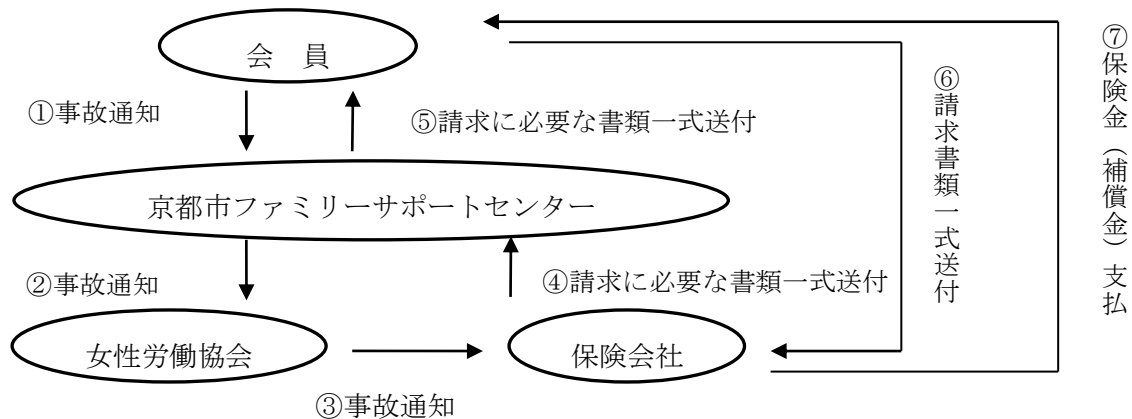 会　員
①事故通知
⑤請求に必要な書類一式送付
京都市ファミリーサポートセンター
②事故通知
④請求に必要な書類一式送付
女性労働協会
保険会社
③事故通知
⑥請求書類一式送付
⑦保険金（補償金）支払